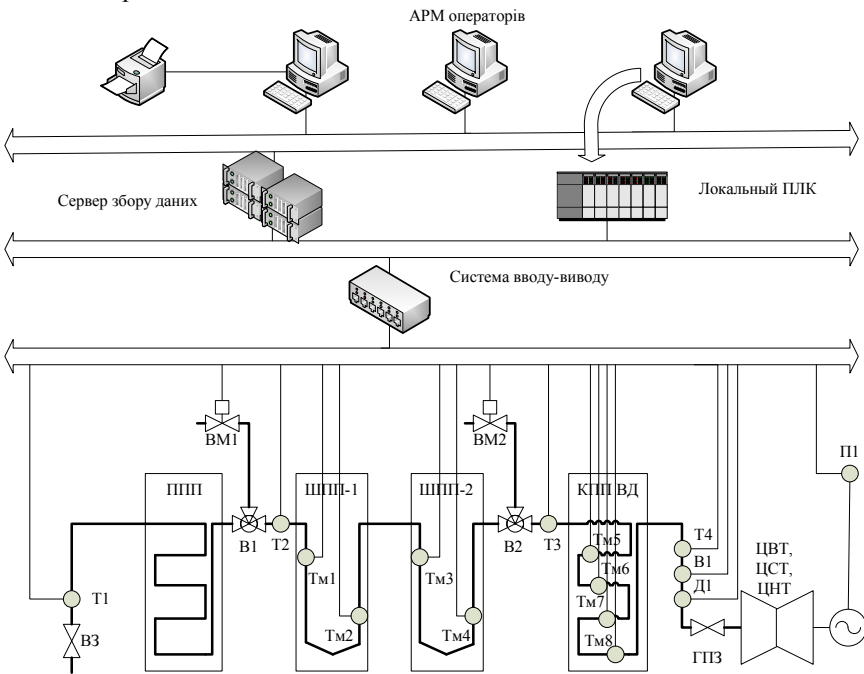 АРМ операторів
Сервер збору даних
Локальный ПЛК
Система вводу-виводу
ВМ1
ВМ2
П1
ППП
ШПП-1
ШПП-2
КПП ВД
В1
Т2
В2
Т3
Т4
Тм5
Тм6
В1
Тм1
Тм3
Тм7
Д1
ЦВТ,
ЦСТ,
ЦНТ
Т1
Тм2
Тм4
Тм8
ВЗ
ГПЗ